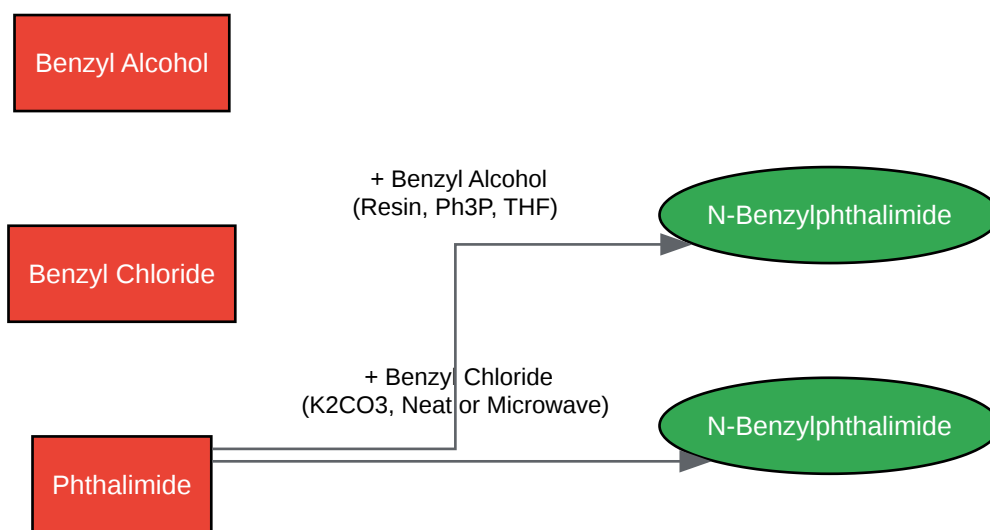 Benzyl Alcohol
+ Benzyl Alcohol
(Resin, Ph3P, THF)
N-Benzylphthalimide
Benzyl Chloride
+ Benzyl Chloride
(K2CO3, Neat or Microwave)
N-Benzylphthalimide
Phthalimide